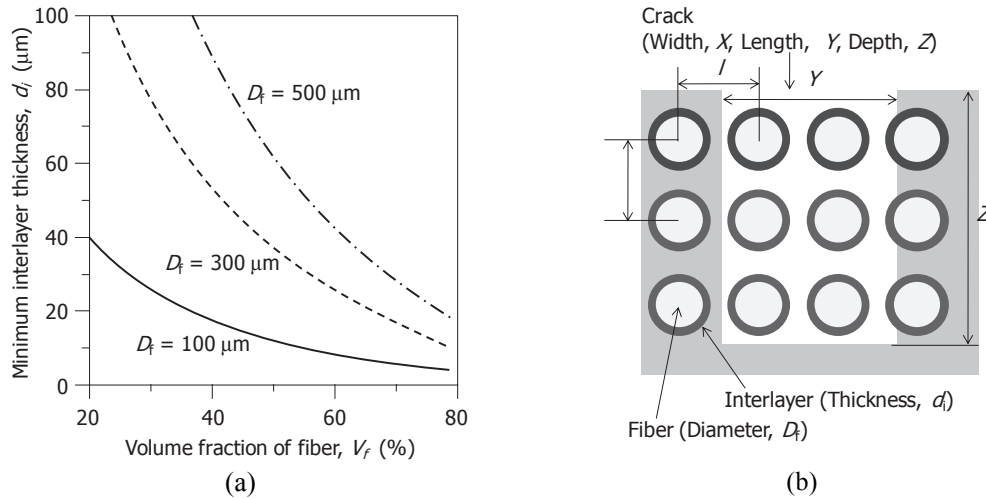 Minimum interlayer thickness, di (μm)
100
80
60
40
20
0
Df = 500 μm
Df = 300 μm
Df = 100 μm
20 40 60 80
Volume fraction of fiber, Vf (%)
(a)
Crack
(Width, X, Length, Y, Depth, Z)
l
Y
Z
Interlayer (Thickness, di)
Fiber (Diameter, Df)
(b)